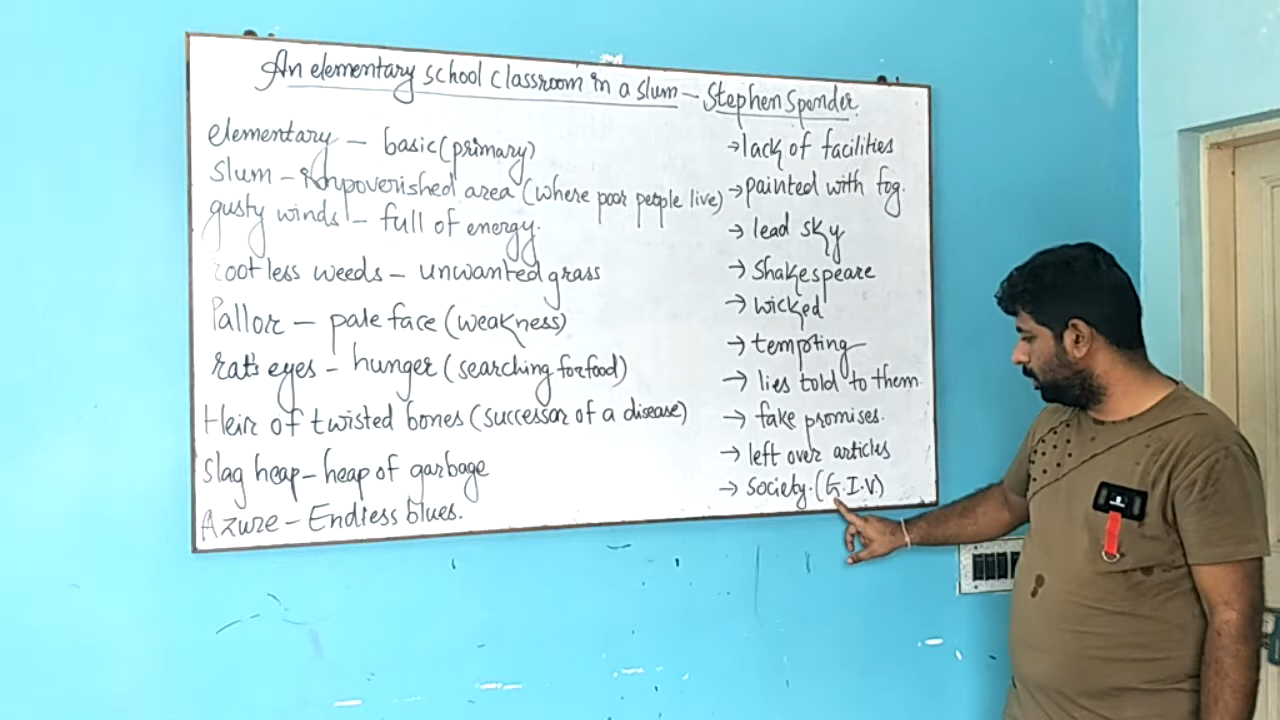 An elementary school classroom in a slum – Stephen Spender
elementary – basic (primary)
Slum – Impoverished area (where poor people live)
gusty winds – full of energy.
rootless weeds – unwanted grass
Pallor – pale face (weakness)
rat's eyes – hunger (searching for food)
Heir of twisted bones (successor of a disease)
Slag heap – heap of garbage
Azure – Endless blues.
→ lack of facilities
→ painted with fog.
→ lead sky
→ Shakespeare
→ wicked
→ tempting
→ lies told to them
→ fake promises.
→ left over articles
→ society. (G.I.V)